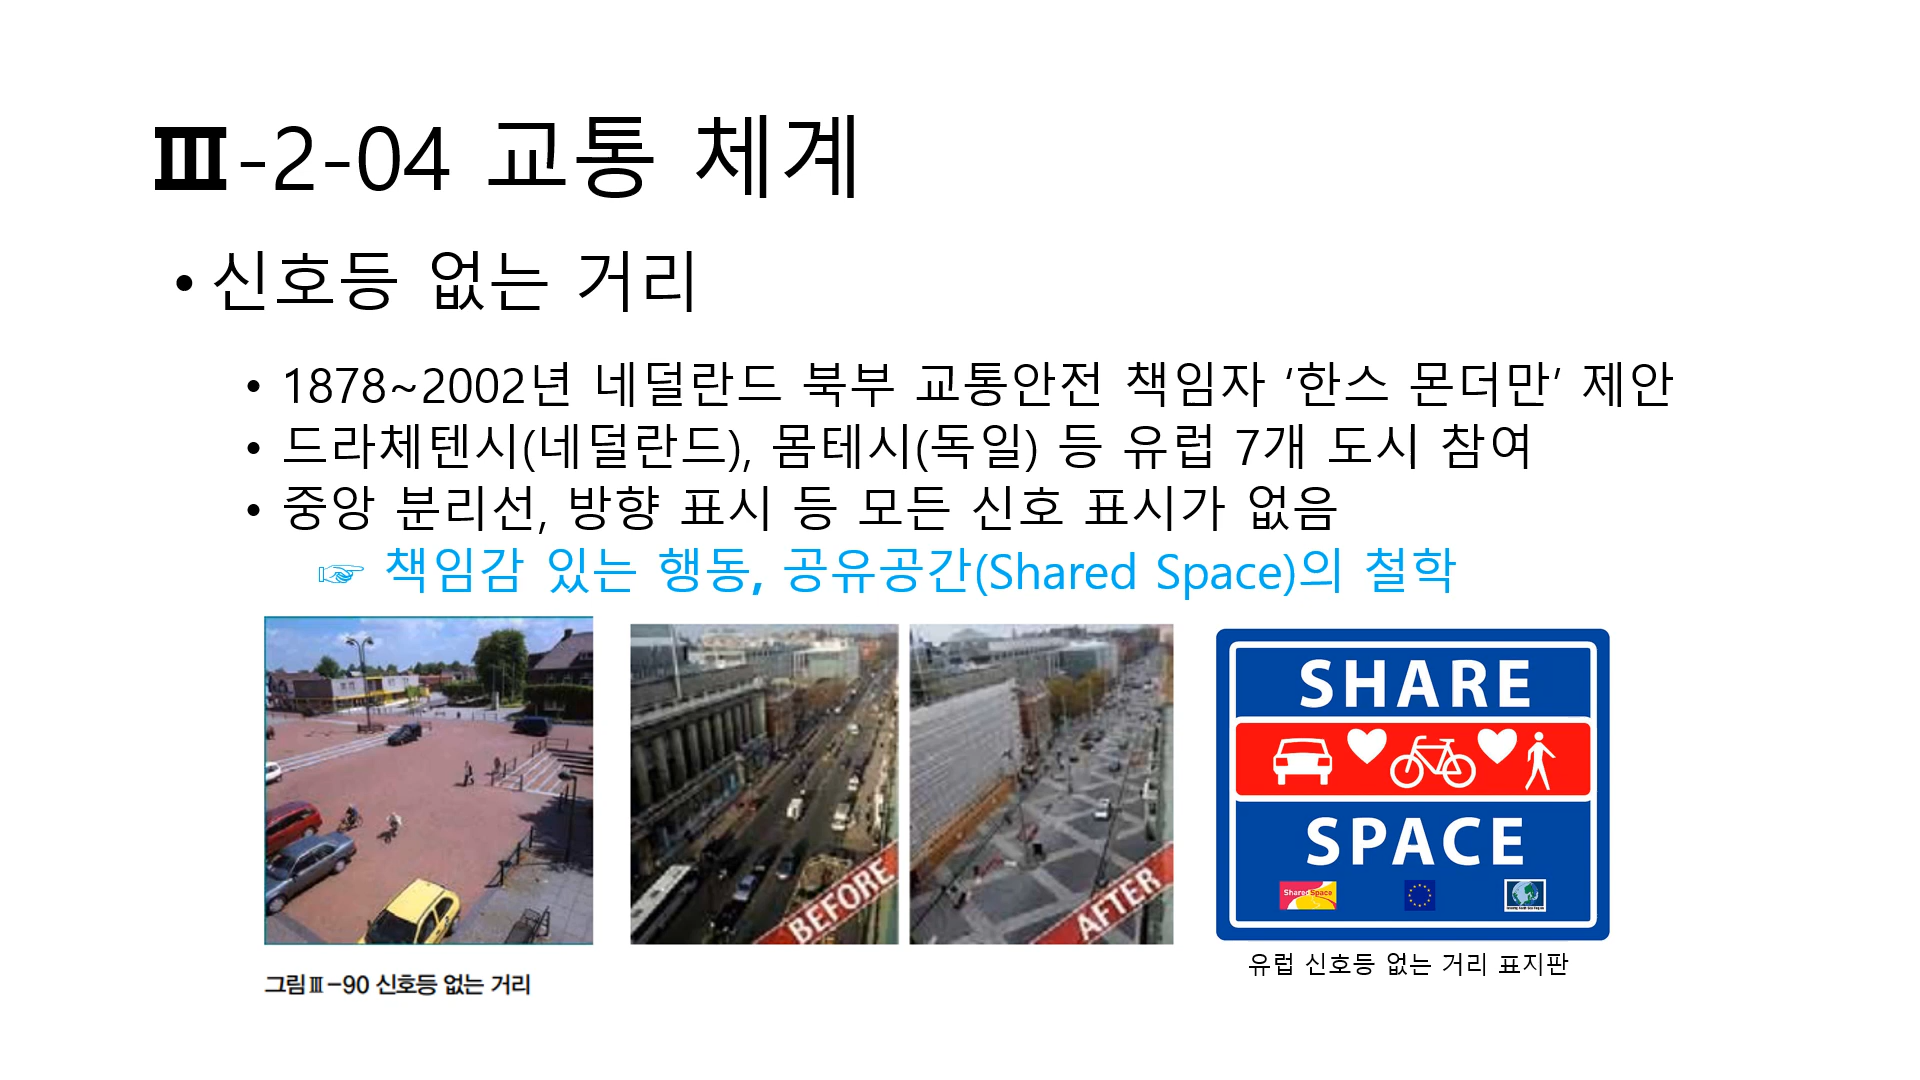 Ⅲ-2-04 교통 체계
• 신호등 없는 거리
• 1878~2002년 네덜란드 북부 교통안전 책임자 ‘한스 몬더만’ 제안
• 드라체텐시(네덜란드), 몸테시(독일) 등 유럽 7개 도시 참여
• 중앙 분리선, 방향 표시 등 모든 신호 표시가 없음
☞ 책임감 있는 행동, 공유공간(Shared Space)의 철학
BEFORE
AFTER
SHARE
SPACE
Shared Space
유럽 신호등 없는 거리 표지판
그림Ⅲ-90 신호등 없는 거리